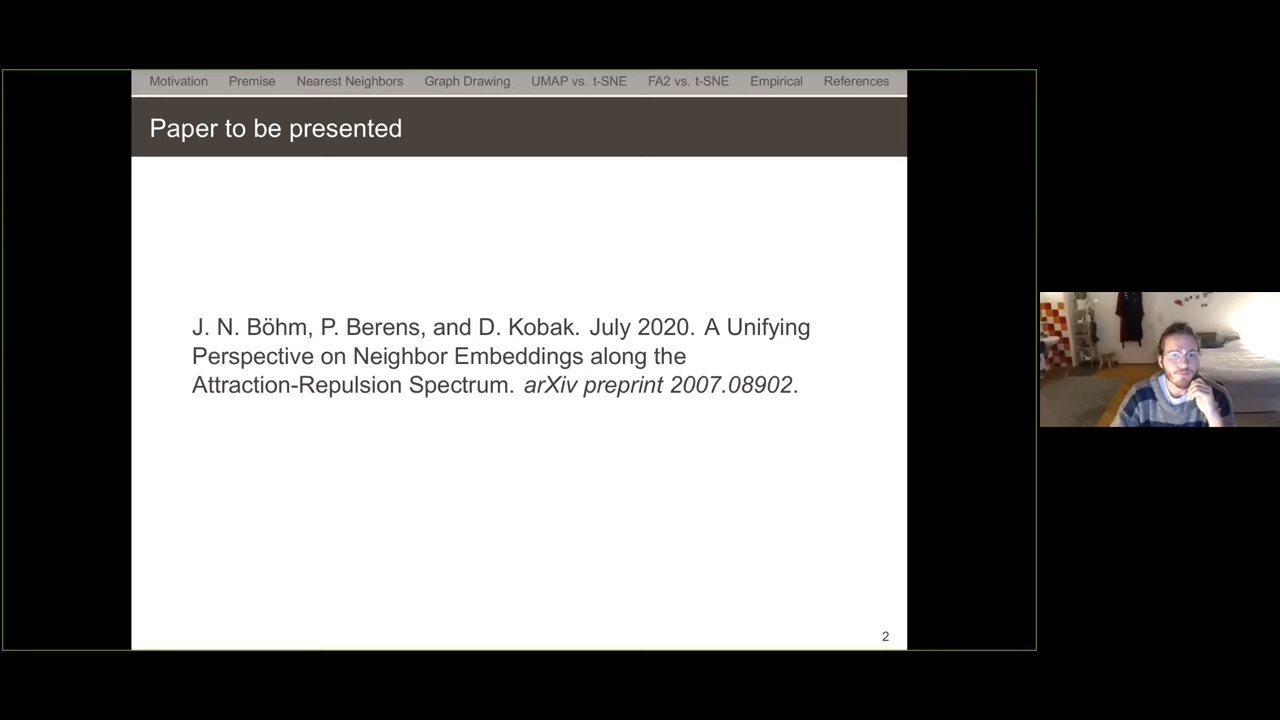 Motivation Premise Nearest Neighbors Graph Drawing UMAP vs. t-SNE FA2 vs. t-SNE Empirical References
Paper to be presented
J. N. Böhm, P. Berens, and D. Kobak. July 2020. A Unifying
Perspective on Neighbor Embeddings along the
Attraction-Repulsion Spectrum. arXiv preprint 2007.08902.
2